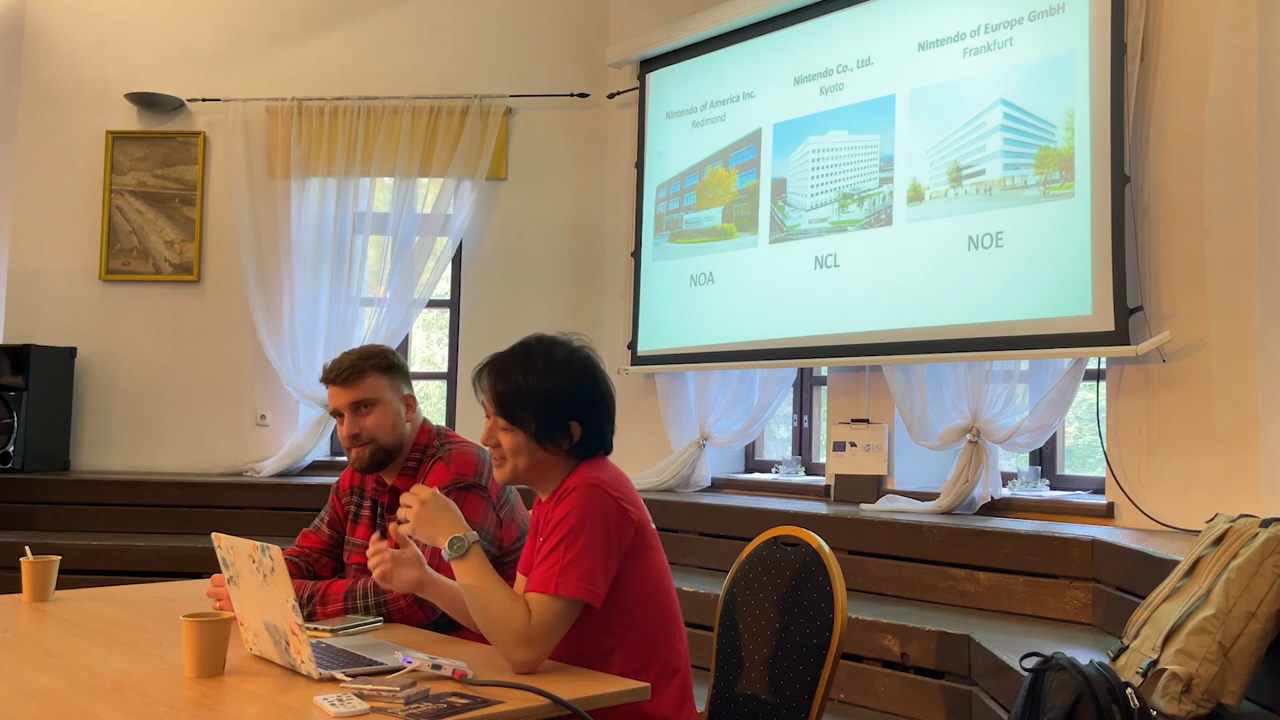 Nintendo of America Inc.
Redmond
NOA
Nintendo Co., Ltd.
Kyoto
NCL
Nintendo of Europe GmbH
Frankfurt
NOE